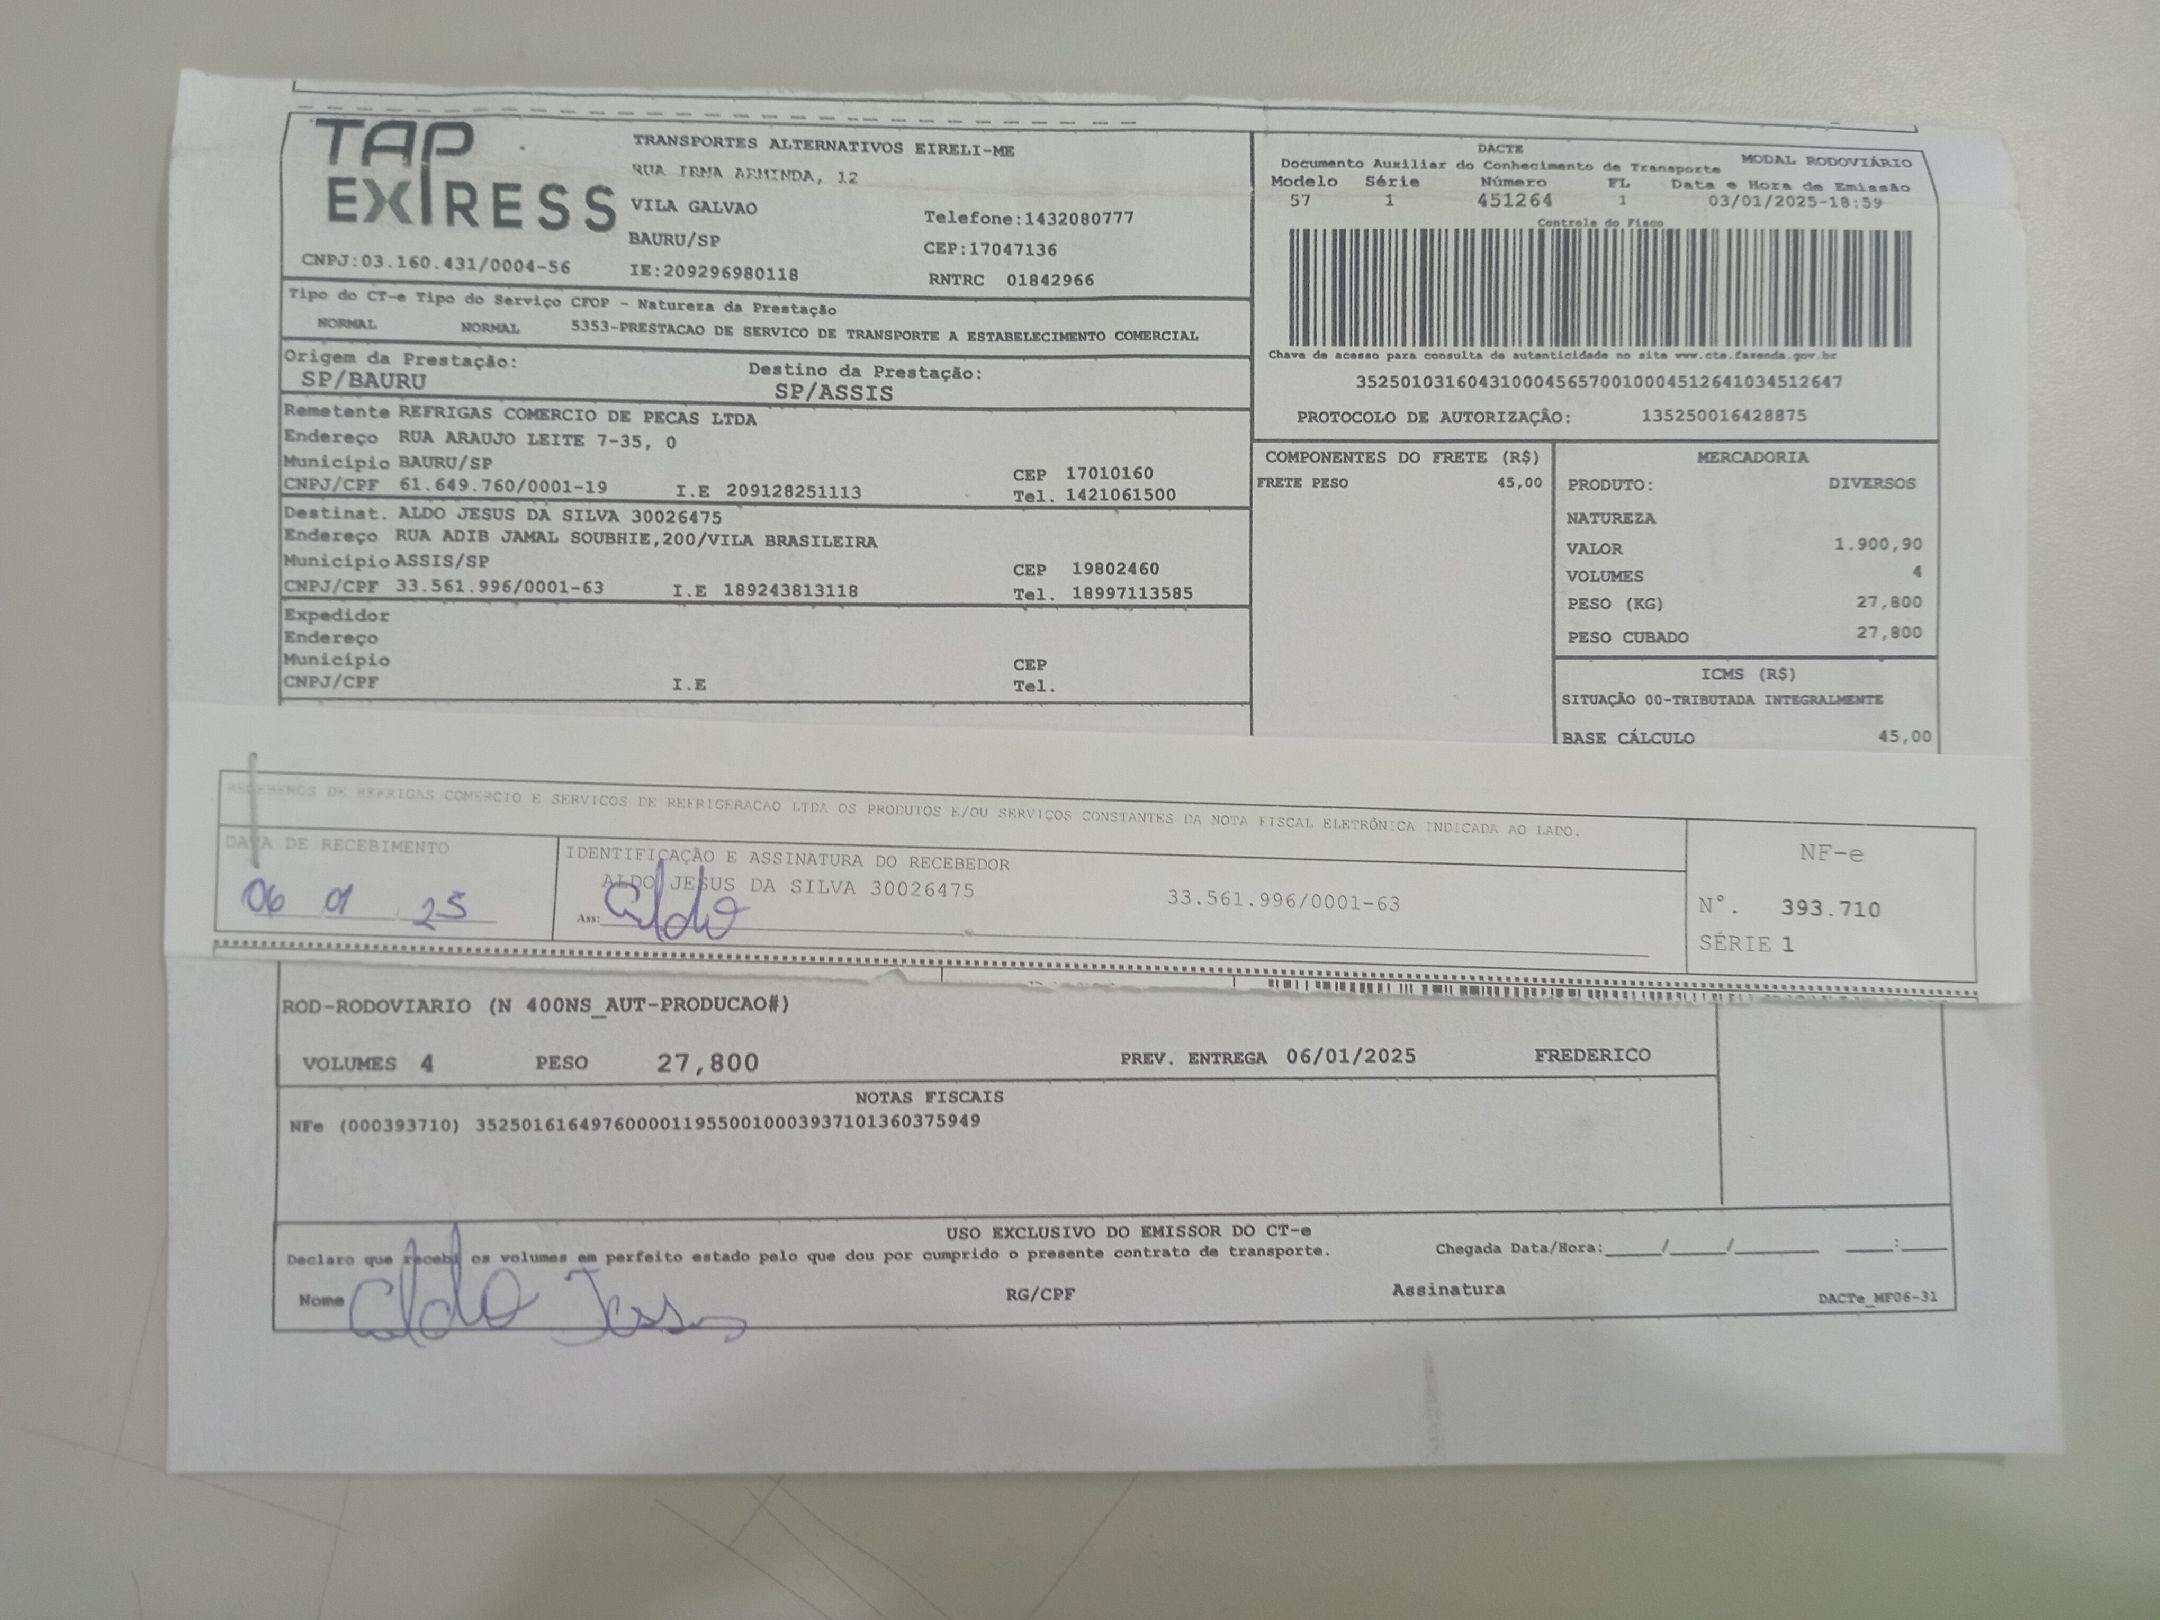 TAP
EXPRESS
TRANSPORTES ALTERNATIVOS EIRELI-ME
RUA IRMA ARMINDA, 12
VILA GALVAO
Telefone:1432080777
BAURU/SP
CEP:17047136
CNPJ:03.160.431/0004-56
IE:209296980118
RNTRC 01842966
DACTE
Documento Auxiliar do Conhecimento de Transporte
MODAL RODOVIÁRIO
Modelo Série Número FL Data e Hora de Emissão
57 1 451264 1 03/01/2025-18:59
Controle do Fisco
Chave de acesso para consulta de autenticidade no site www.cte.fazenda.gov.br
35250103160431000456570010004512641034512647
PROTOCOLO DE AUTORIZAÇÃO: 135250016428875
Tipo do CT-e Tipo do Serviço CFOP - Natureza da Prestação
NORMAL NORMAL 5353-PRESTACAO DE SERVICO DE TRANSPORTE A ESTABELECIMENTO COMERCIAL
Origem da Prestação:
SP/BAURU
Destino da Prestação:
SP/ASSIS
Remetente REFRIGAS COMERCIO DE PECAS LTDA
Endereço RUA ARAUJO LEITE 7-35, 0
Município BAURU/SP
CEP 17010160
CNPJ/CPF 61.649.760/0001-19 I.E 209128251113 Tel. 1421061500
Destinat. ALDO JESUS DA SILVA 30026475
Endereço RUA ADIB JAMAL SOUBHIE,200/VILA BRASILEIRA
Município ASSIS/SP
CEP 19802460
CNPJ/CPF 33.561.996/0001-63 I.E 189243813118 Tel. 18997113585
Expedidor
Endereço
Município
CEP
CNPJ/CPF I.E Tel.
COMPONENTES DO FRETE (R$)
FRETE PESO 45,00
MERCADORIA
PRODUTO: DIVERSOS
NATUREZA
VALOR 1.900,90
VOLUMES 4
PESO (KG) 27,800
PESO CUBADO 27,800
ICMS (R$)
SITUAÇÃO 00-TRIBUTADA INTEGRALMENTE
BASE CÁLCULO 45,00
RECEBEMOS DE REFRIGAS COMERCIO E SERVICOS DE REFRIGERACAO LTDA OS PRODUTOS E/OU SERVIÇOS CONSTANTES DA NOTA FISCAL ELETRÔNICA INDICADA AO LADO.
DATA DE RECEBIMENTO
06 01 25
IDENTIFICAÇÃO E ASSINATURA DO RECEBEDOR
ALDO JESUS DA SILVA 30026475 33.561.996/0001-63
Ass: Aldo
NF-e
N°. 393.710
SÉRIE 1
ROD-RODOVIARIO (N 400NS_AUT-PRODUCAO#)
VOLUMES 4 PESO 27,800 PREV. ENTREGA 06/01/2025 FREDERICO
NOTAS FISCAIS
NFe (000393710) 35250161649760000119550010003937101360375949
USO EXCLUSIVO DO EMISSOR DO CT-e
Declaro que recebi os volumes em perfeito estado pelo que dou por cumprido o presente contrato de transporte.
Chegada Data/Hora:____/____/______ ___:___
Nome Aldo Jesus
RG/CPF
Assinatura
DACTe_MF06-31